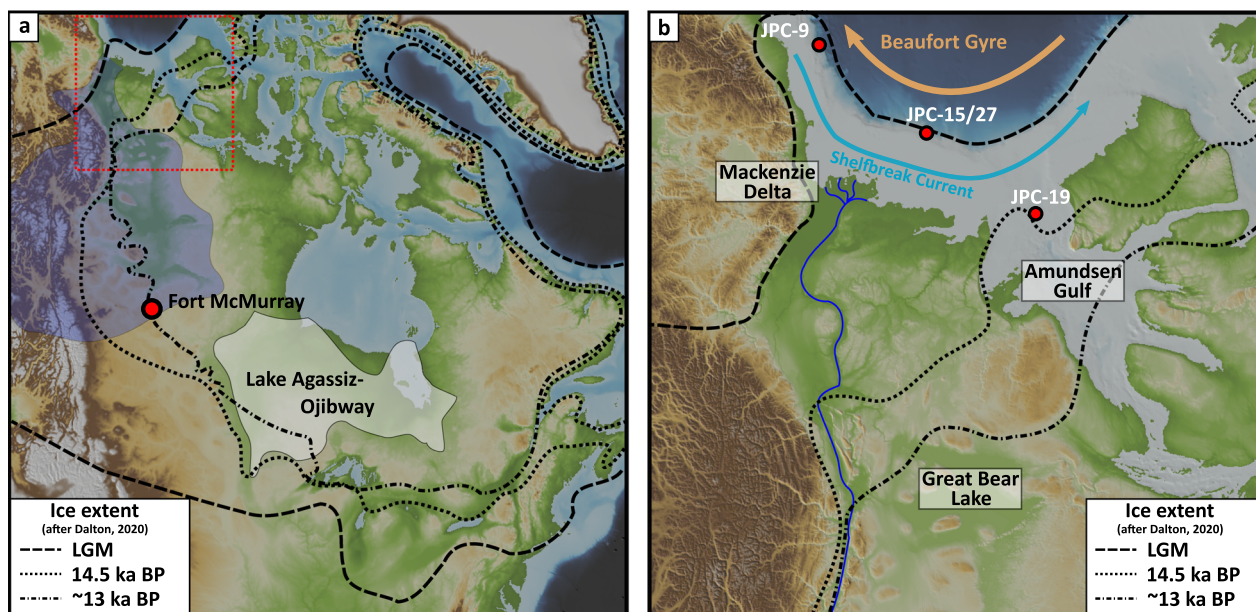 a
Fort McMurray
Lake Agassiz-
Ojibway
Ice extent
(after Dalton, 2020)
LGM
14.5 ka BP
~13 ka BP
b
JPC-9
Beaufort Gyre
JPC-15/27
Shelfbreak Current
Mackenzie
Delta
JPC-19
Amundsen
Gulf
Great Bear
Lake
Ice extent
(after Dalton, 2020)
LGM
14.5 ka BP
~13 ka BP